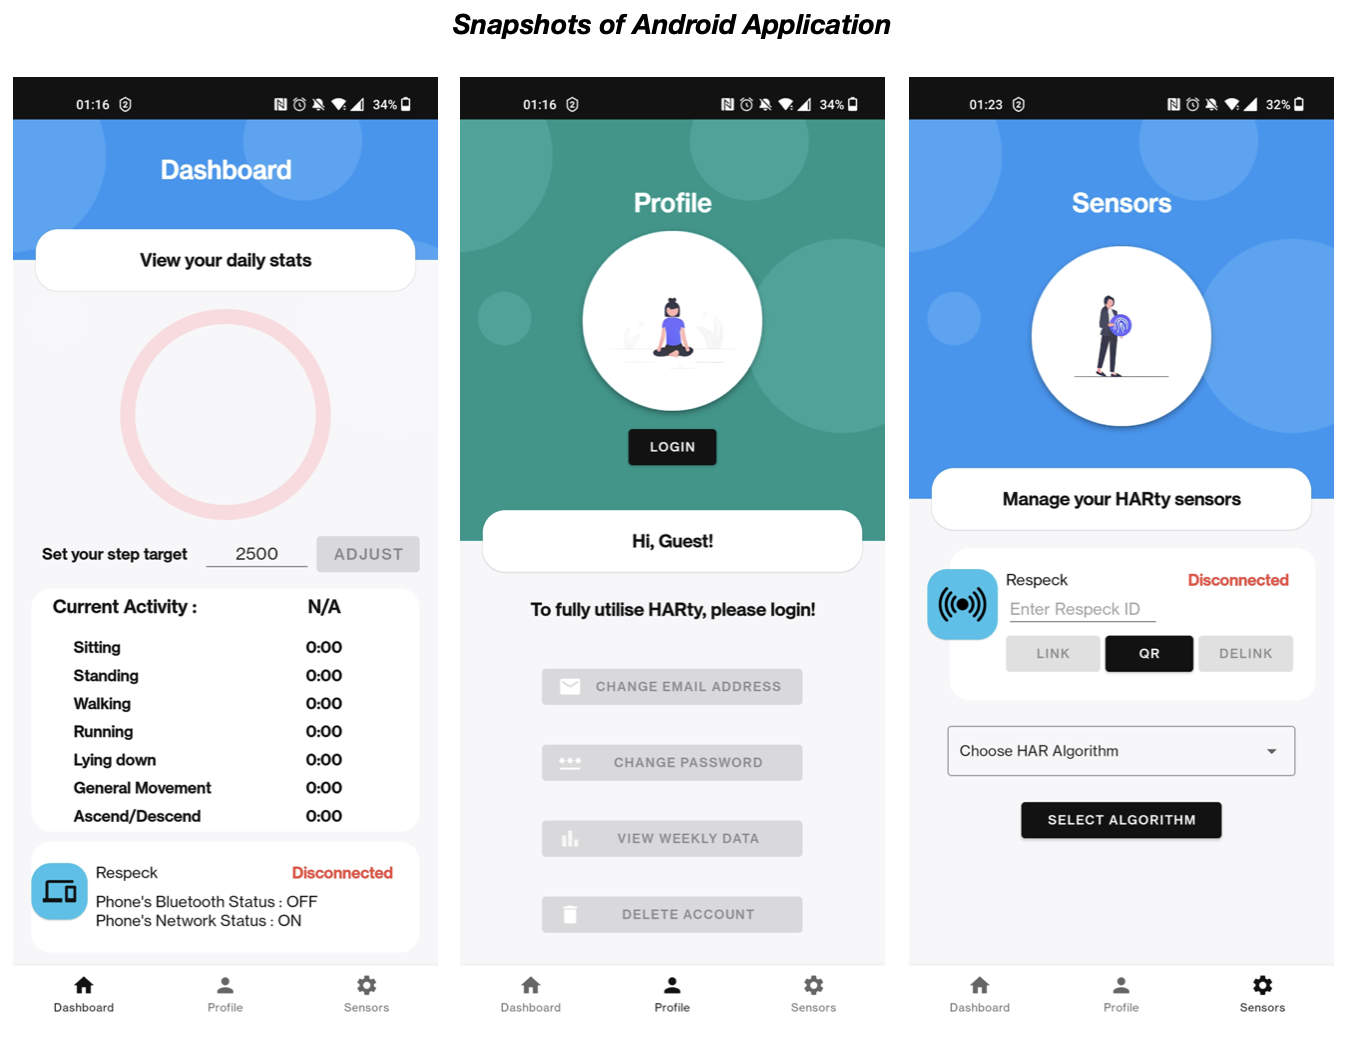 Snapshots of Android Application
01:16 2 34%
Dashboard
View your daily stats
Set your step target 2500 ADJUST
Current Activity : N/A
Sitting 0:00
Standing 0:00
Walking 0:00
Running 0:00
Lying down 0:00
General Movement 0:00
Ascend/Descend 0:00
Respeck Disconnected
Phone's Bluetooth Status : OFF
Phone's Network Status : ON
Dashboard Profile Sensors
01:16 2 34%
Profile
LOGIN
Hi, Guest!
To fully utilise HARty, please login!
CHANGE EMAIL ADDRESS
CHANGE PASSWORD
VIEW WEEKLY DATA
DELETE ACCOUNT
Dashboard Profile Sensors
01:23 2 32%
Sensors
Manage your HARty sensors
Respeck Disconnected
Enter Respeck ID
LINK QR DELINK
Choose HAR Algorithm
SELECT ALGORITHM
Dashboard Profile Sensors